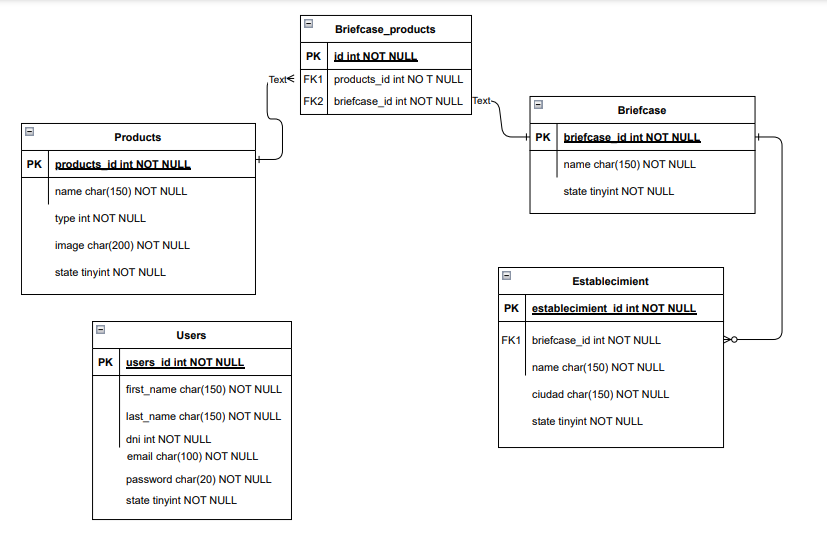 Briefcase_products
PK id int NOT NULL
Text FK1 products_id int NO T NULL
FK2 briefcase_id int NOT NULL Text
Briefcase
PK briefcase_id int NOT NULL
name char(150) NOT NULL
state tinyint NOT NULL
Products
PK products_id int NOT NULL
name char(150) NOT NULL
type int NOT NULL
image char(200) NOT NULL
state tinyint NOT NULL
Establecimient
PK establecimient_id int NOT NULL
FK1 briefcase_id int NOT NULL
name char(150) NOT NULL
ciudad char(150) NOT NULL
state tinyint NOT NULL
Users
PK users_id int NOT NULL
first_name char(150) NOT NULL
last_name char(150) NOT NULL
dni int NOT NULL
email char(100) NOT NULL
password char(20) NOT NULL
state tinyint NOT NULL